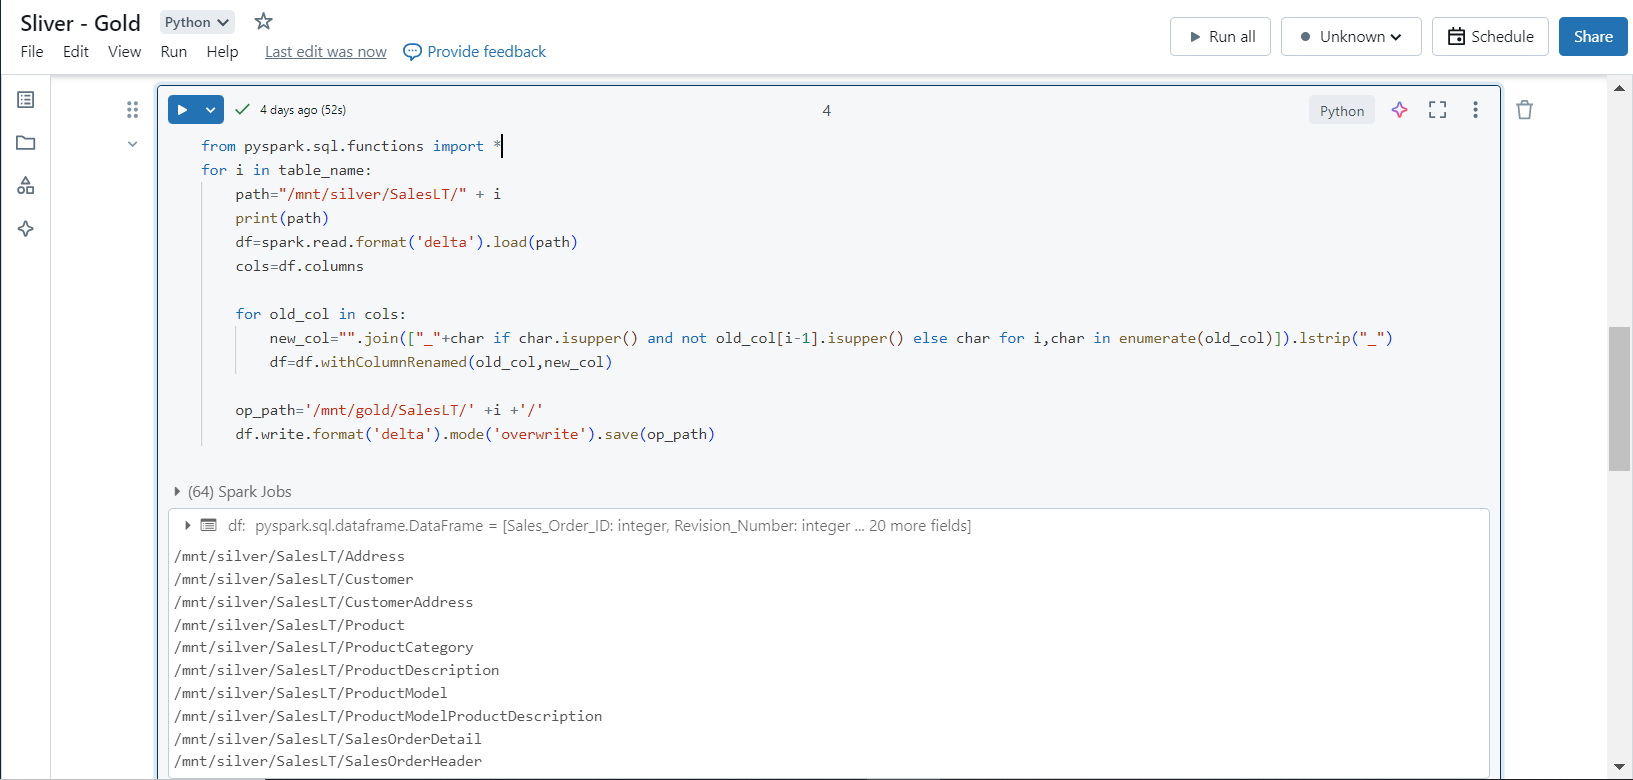 Sliver - Gold Python
File Edit View Run Help Last edit was now Provide feedback
Run all Unknown Schedule Share
4 days ago (52s) 4 Python
from pyspark.sql.functions import *
for i in table_name:
    path="/mnt/silver/SalesLT/" + i
    print(path)
    df=spark.read.format('delta').load(path)
    cols=df.columns

    for old_col in cols:
        new_col="".join(["_"+char if char.isupper() and not old_col[i-1].isupper() else char for i,char in enumerate(old_col)]).lstrip("_")
        df=df.withColumnRenamed(old_col,new_col)

    op_path='/mnt/gold/SalesLT/' +i +'/'
    df.write.format('delta').mode('overwrite').save(op_path)
(64) Spark Jobs
df: pyspark.sql.dataframe.DataFrame = [Sales_Order_ID: integer, Revision_Number: integer ... 20 more fields]
/mnt/silver/SalesLT/Address
/mnt/silver/SalesLT/Customer
/mnt/silver/SalesLT/CustomerAddress
/mnt/silver/SalesLT/Product
/mnt/silver/SalesLT/ProductCategory
/mnt/silver/SalesLT/ProductDescription
/mnt/silver/SalesLT/ProductModel
/mnt/silver/SalesLT/ProductModelProductDescription
/mnt/silver/SalesLT/SalesOrderDetail
/mnt/silver/SalesLT/SalesOrderHeader